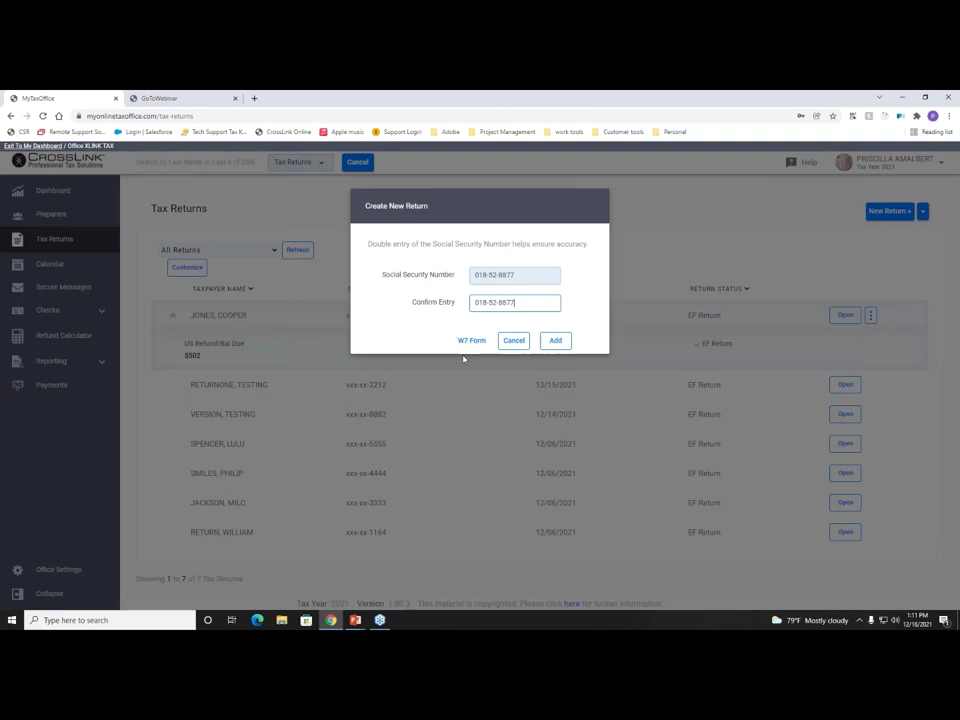 MyTaxOffice
GoToWebinar
myonlinetaxoffice.com/tax-returns
CSR Remote Support So... Login | Salesforce Tech Support Tax K... CrossLink Online Apple music Support Login Adobe Project Management work tools Customer tools Personal Reading list
Exit To My Dashboard / Office XLINK TAX
CROSSLINK
Professional Tax Solutions
Search by Last Name or Last 4 of SSN
Tax Returns
Cancel
Help
PRISCILLA AMALBERT
Tax Year 2021
Dashboard
Preparers
Tax Returns
Calendar
Secure Messages
Checks
Refund Calculator
Reporting
Payments
Office Settings
Collapse
Tax Returns
New Return +
All Returns
Refresh
Customize
TAXPAYER NAME
RETURN STATUS
JONES, COOPER EF Return Open
US Refund/Bal Due
$502
EF Return
RETURNONE, TESTING xxx-xx-2212 12/15/2021 EF Return Open
VERSION, TESTING xxx-xx-8882 12/14/2021 EF Return Open
SPENCER, LULU xxx-xx-5555 12/06/2021 EF Return Open
SMILES, PHILIP xxx-xx-4444 12/06/2021 EF Return Open
JACKSON, MILO xxx-xx-3333 12/06/2021 EF Return Open
RETURN, WILLIAM xxx-xx-1164 12/06/2021 EF Return Open
Showing 1 to 7 of 7 Tax Returns
Tax Year 2021 Version 1.80.3 This material is copyrighted. Please click here for further information.
Create New Return
Double entry of the Social Security Number helps ensure accuracy.
Social Security Number 018-52-8877
Confirm Entry 018-52-8877
W7 Form Cancel Add
Type here to search
79°F Mostly cloudy
1:11 PM
12/16/2021